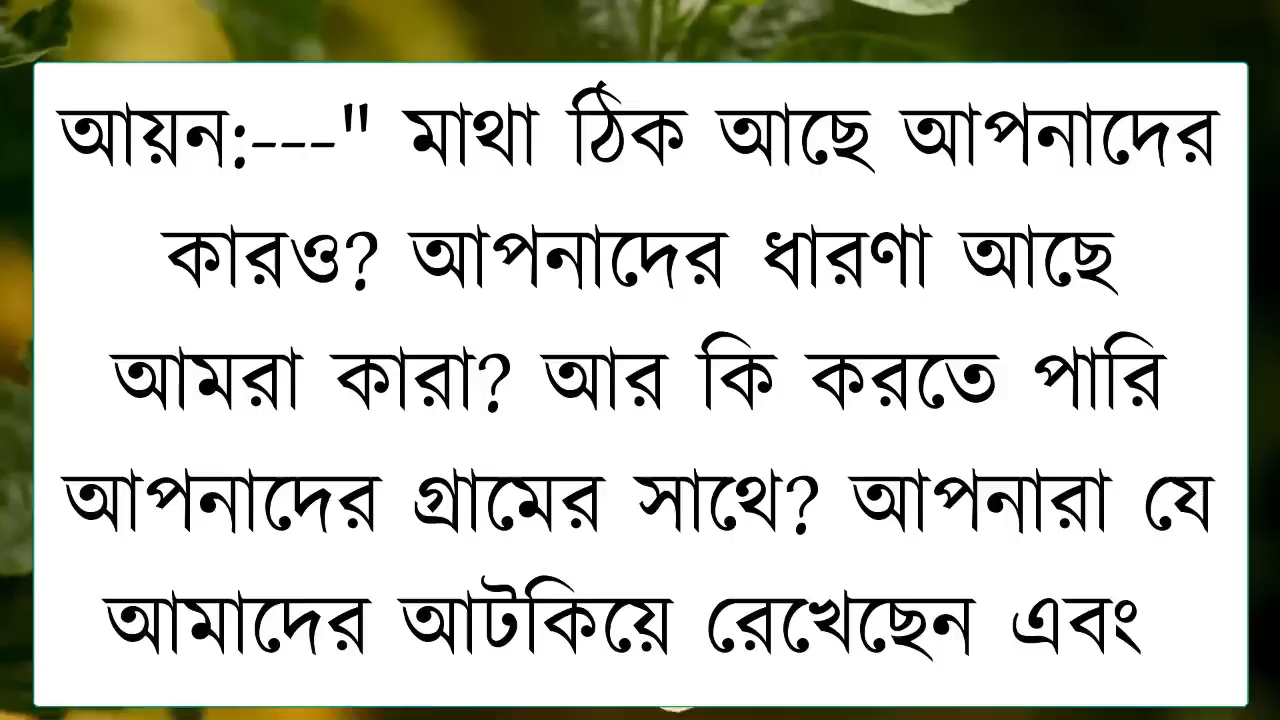 আয়ন:---" মাথা ঠিক আছে আপনাদের
কারও? আপনাদের ধারণা আছে
আমরা কারা? আর কি করতে পারি
আপনাদের গ্রামের সাথে? আপনারা যে
আমাদের আটকিয়ে রেখেছেন এবং